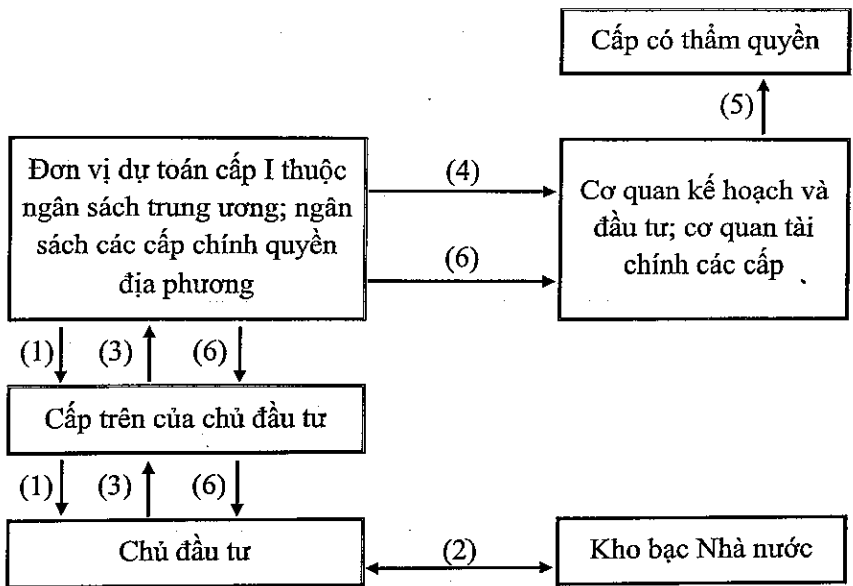 Cấp có thẩm quyền
(5)
Đơn vị dự toán cấp I thuộc
ngân sách trung ương; ngân
sách các cấp chính quyền
địa phương
(4)
(6)
Cơ quan kế hoạch và
đầu tư; cơ quan tài
chính các cấp
(1) (3) (6)
Cấp trên của chủ đầu tư
(1) (3) (6)
Chủ đầu tư
(2)
Kho bạc Nhà nước